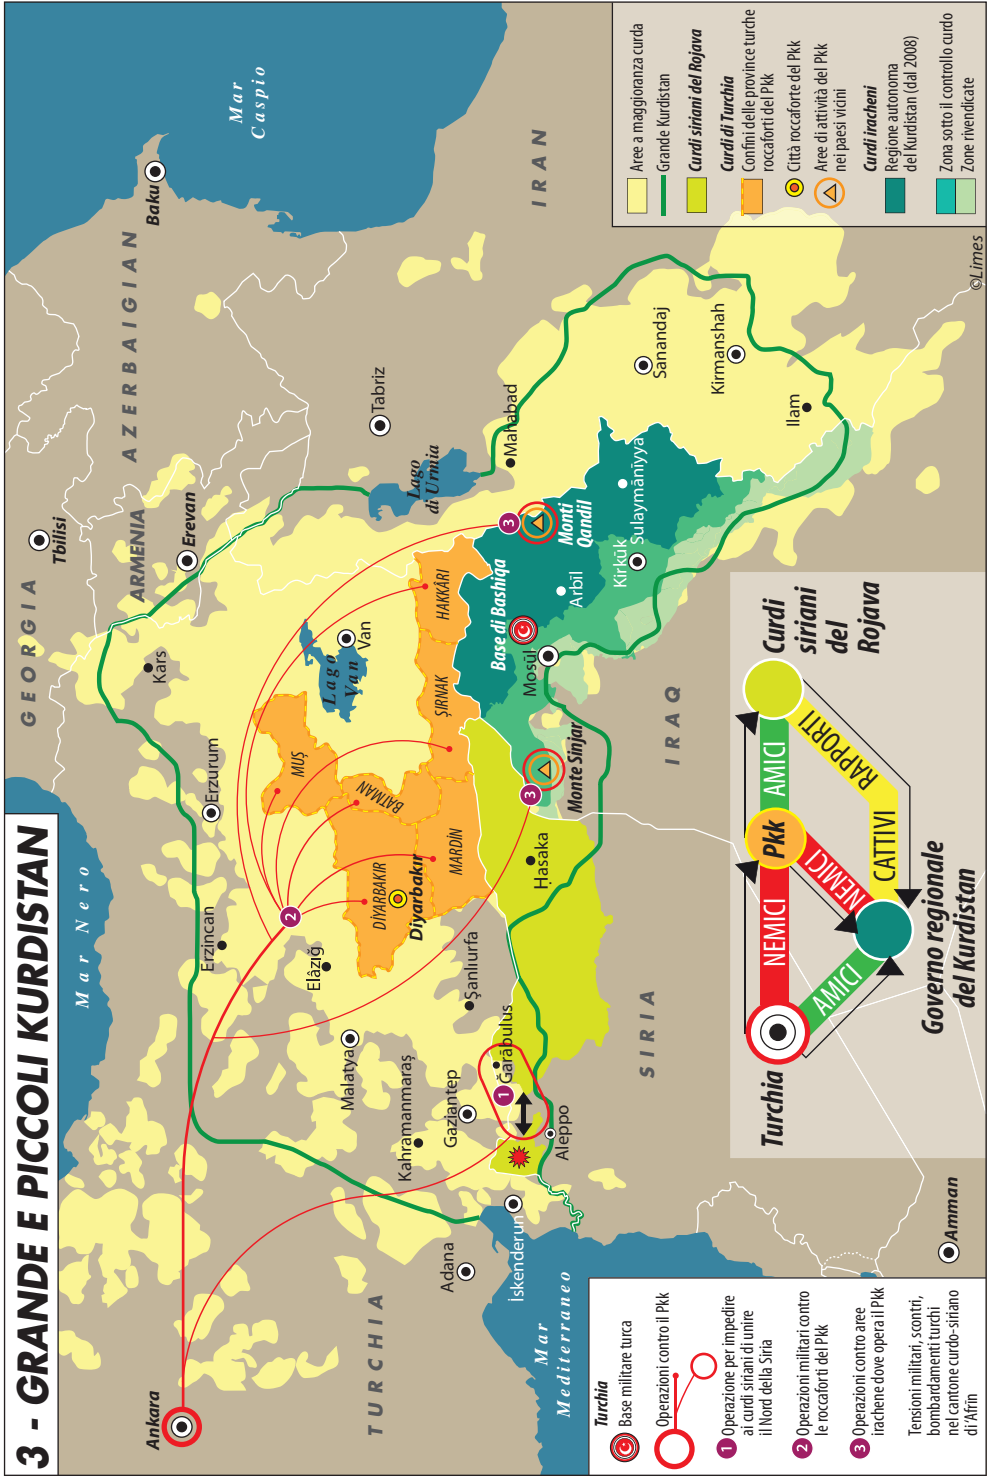 3 - GRANDE E PICCOLI KURDISTAN
Mar Nero
GEORGIA
Tbilisi
ARMENIA
Erevan
AZERBAIGIAN
Baku
Mar
Caspio
IRAN
Ankara
TURCHIA
Erzincan
Erzurum
Kars
Elâzığ
Malatya
Kahramanmaraş
Gaziantep
Adana
İskenderun
Şanlıurfa
Ğarābulus
Aleppo
MUŞ
BATMAN
DİYARBAKIR
Diyarbakır
MARDİN
ŞIRNAK
HAKKÂRI
Lago
Van
Van
Lago
di Urmia
Tabriz
Mahabad
Sanandaj
Kirmanshah
Ilam
Monti
Qandil
Sulaymānīyya
Kirkūk
Arbīl
Base di Bashiqa
Mosūl
Monte Sinjar
Ḥasaka
IRAQ
SIRIA
Amman
Mar
Mediterraneo
1
2
3
3
Aree a maggioranza curda
Grande Kurdistan
Curdi siriani del Rojava
Curdi di Turchia
Confini delle province turche
roccaforti del Pkk
Città roccaforte del Pkk
Aree di attività del Pkk
nei paesi vicini
Curdi iracheni
Regione autonoma
del Kurdistan (dal 2008)
Zona sotto il controllo curdo
Zone rivendicate
©Limes
Turchia
Base militare turca
Operazioni contro il Pkk
1 Operazione per impedire
ai curdi siriani di unire
il Nord della Siria
2 Operazioni militari contro
le roccaforti del Pkk
3 Operazioni contro aree
irachene dove opera il Pkk
Tensioni militari, scontri,
bombardamenti turchi
nel cantone curdo-siriano
di'Afrin
Turchia
NEMICI
Pkk
AMICI
Curdi
siriani
del
Rojava
AMICI
NEMICI
CATTIVI
RAPPORTI
Governo regionale
del Kurdistan